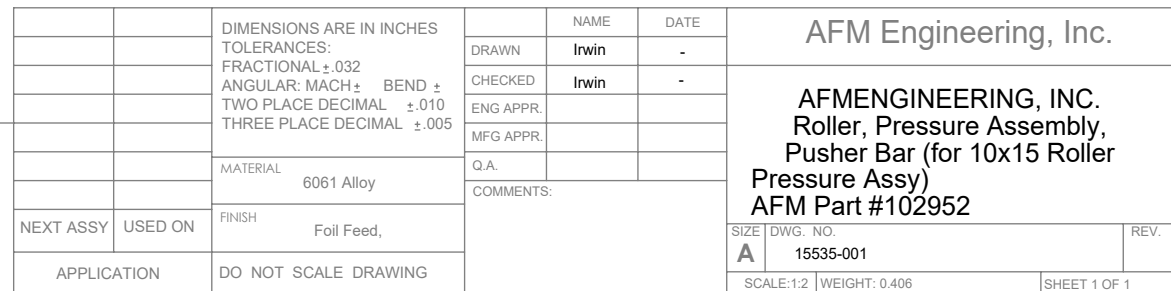 DIMENSIONS ARE IN INCHES
TOLERANCES:
FRACTIONAL ± .032
ANGULAR: MACH ± BEND ±
TWO PLACE DECIMAL ± .010
THREE PLACE DECIMAL ± .005
MATERIAL
6061 Alloy
FINISH
Foil Feed,
NEXT ASSY USED ON
APPLICATION
DO NOT SCALE DRAWING
NAME DATE
DRAWN Irwin -
CHECKED Irwin -
ENG APPR.
MFG APPR.
Q.A.
COMMENTS:
AFM Engineering, Inc.
AFMENGINEERING, INC.
Roller, Pressure Assembly,
Pusher Bar (for 10x15 Roller
Pressure Assy)
AFM Part #102952
SIZE DWG. NO. REV.
A 15535-001
SCALE:1:2 WEIGHT: 0.406 SHEET 1 OF 1